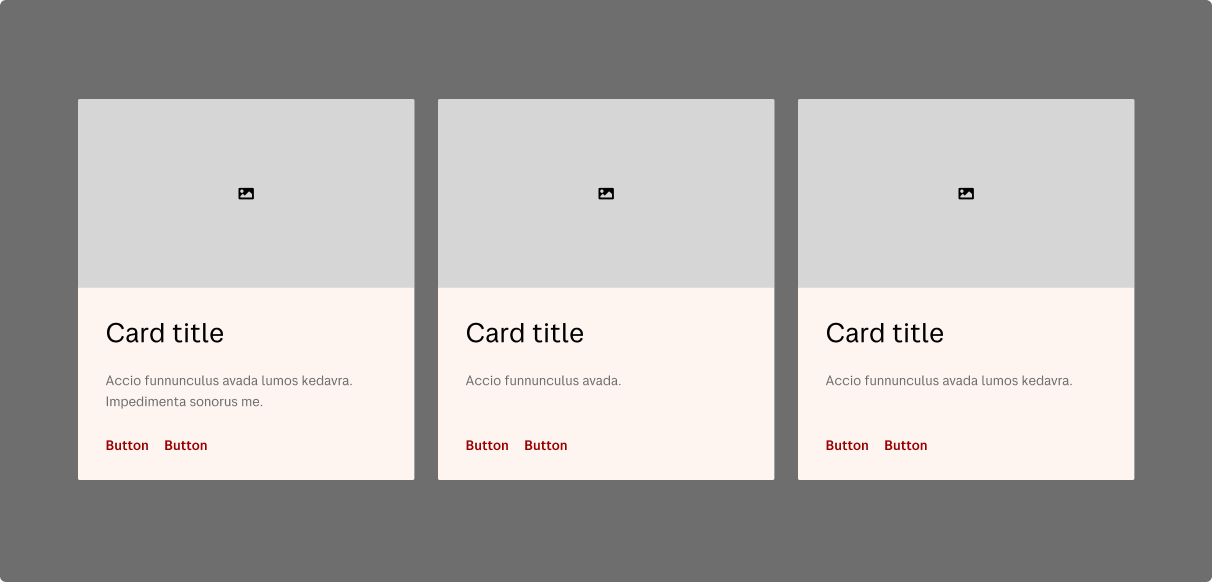 Card title
Accio funnunculus avada lumos kedavra.
Impedimenta sonorus me.
Button Button
Card title
Accio funnunculus avada.
Button Button
Card title
Accio funnunculus avada lumos kedavra.
Button Button